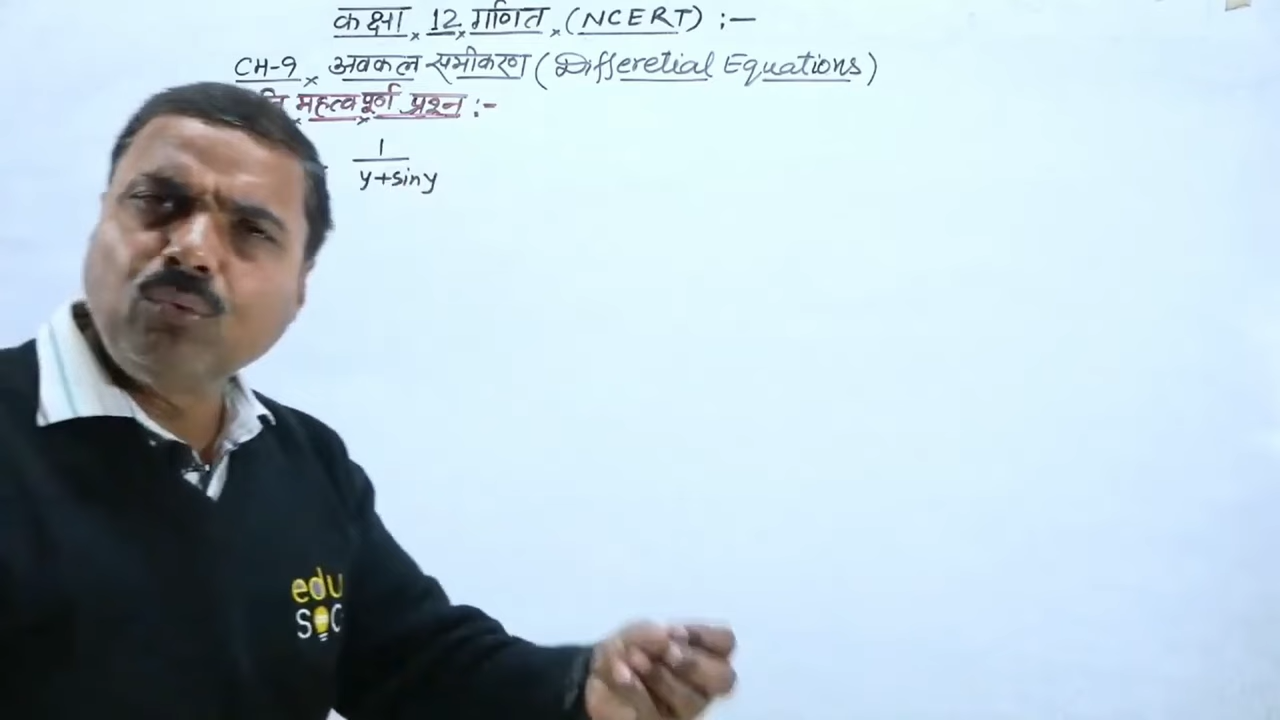 कक्षा × 12 × गणित × (NCERT) :—
CH-9 × अवकल समीकरण (Differetial Equations)
महत्वपूर्ण प्रश्न :-
1
y+siny
edu